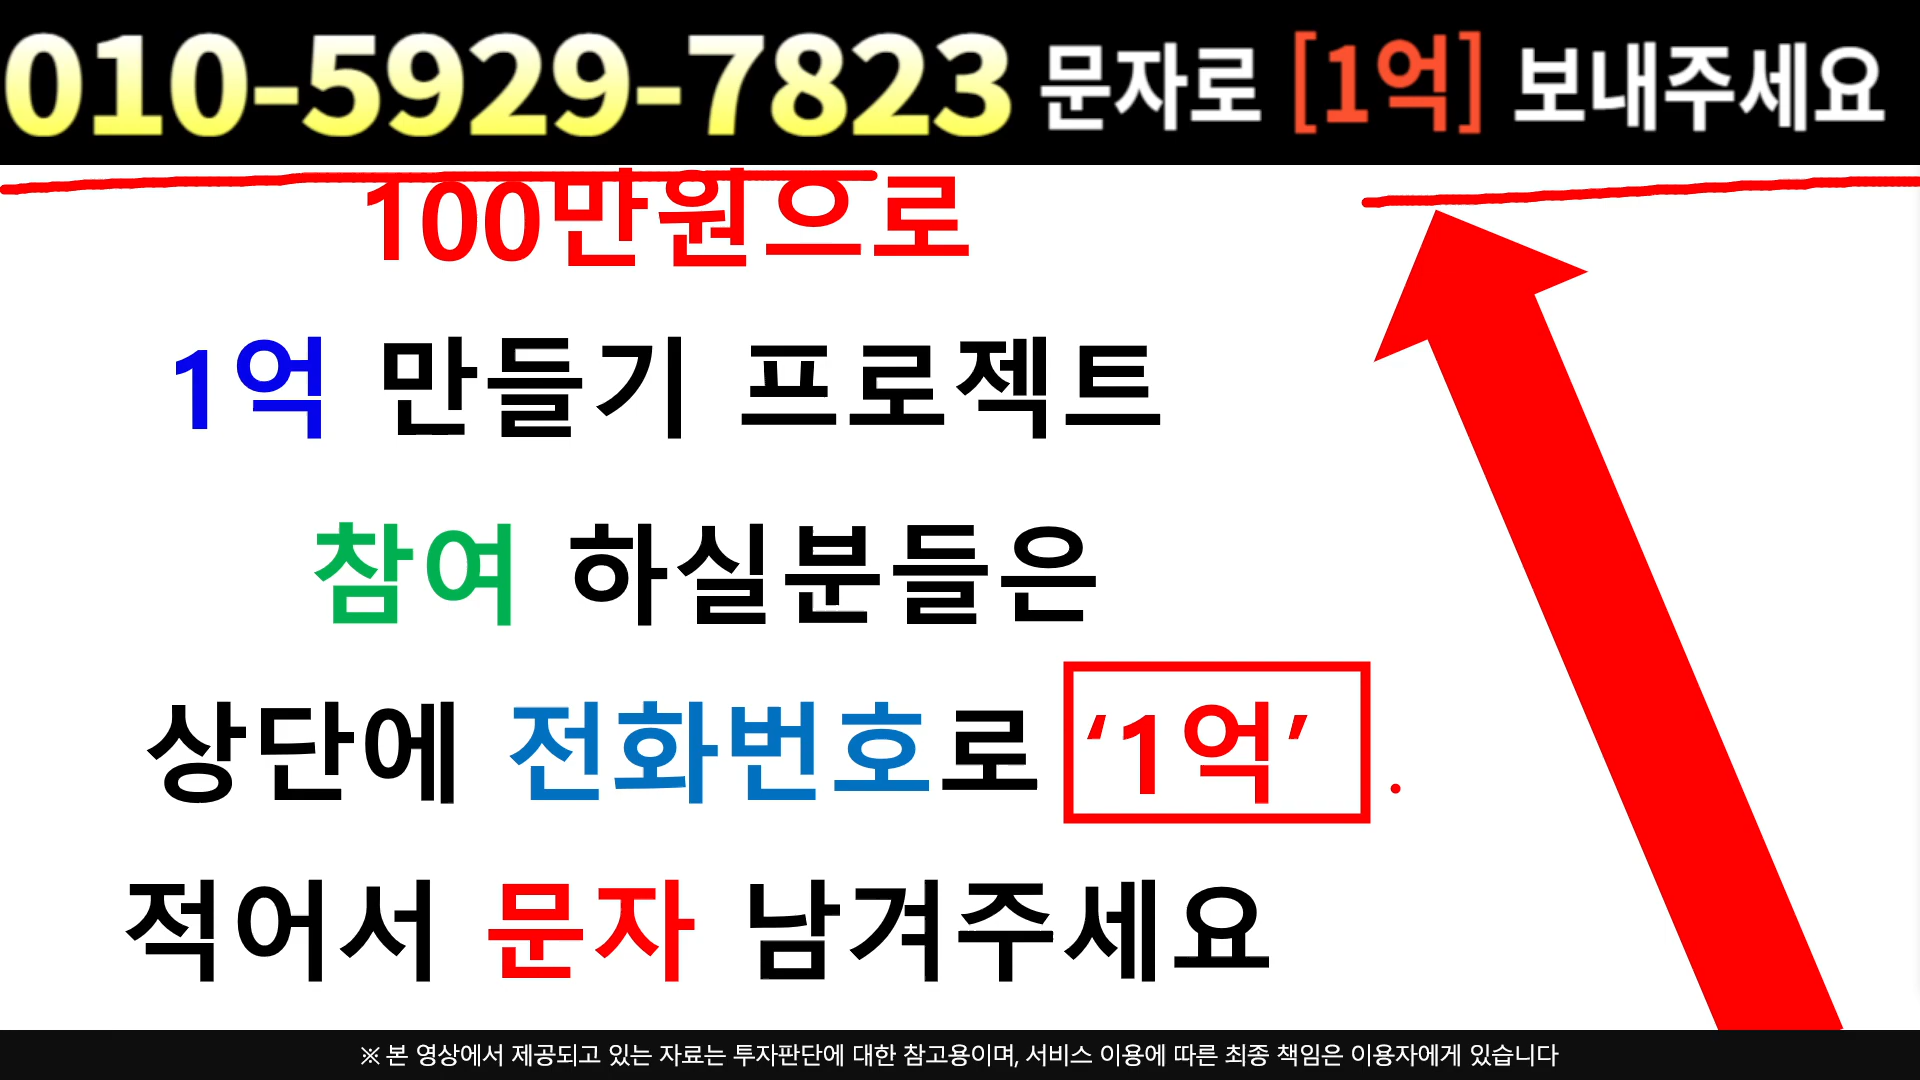 010-5929-7823 문자로 [1억] 보내주세요
100만원으로
1억 만들기 프로젝트
참여 하실분들은
상단에 전화번호로 ‘1억’.
적어서 문자 남겨주세요
※ 본 영상에서 제공되고 있는 자료는 투자판단에 대한 참고용이며, 서비스 이용에 따른 최종 책임은 이용자에게 있습니다